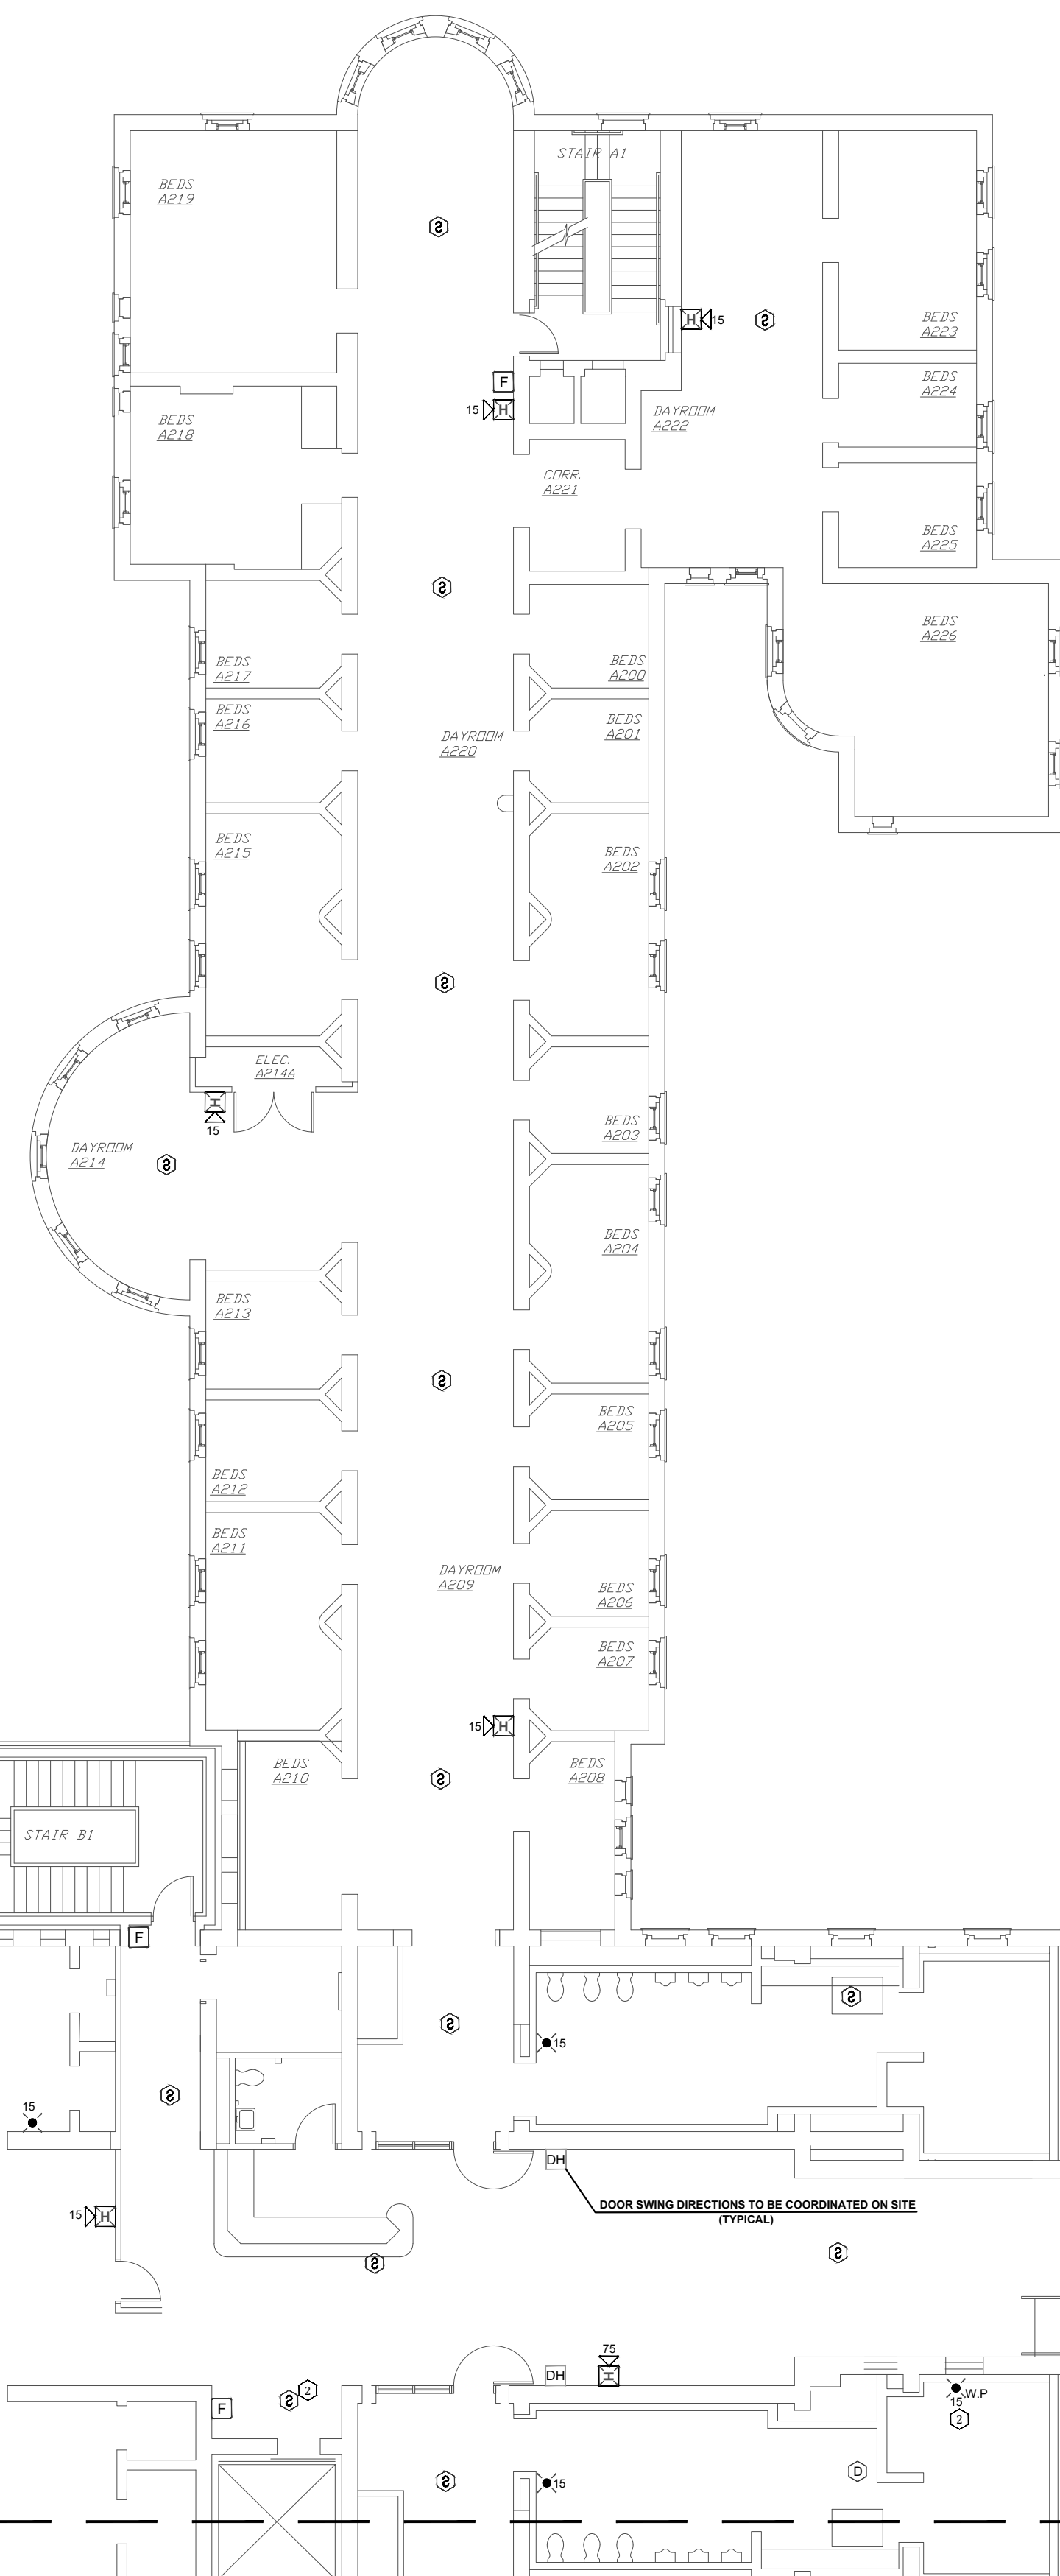 STAIR A1
BEDS
A219
S
H 15
S
BEDS
A223
F
15 H
BEDS
A224
DAYROOM
A222
BEDS
A218
CORR.
A221
BEDS
A225
S
BEDS
A226
BEDS
A217
BEDS
A200
BEDS
A216
BEDS
A201
DAYROOM
A220
BEDS
A215
BEDS
A202
S
ELEC.
A214A
H
15
BEDS
A203
DAYROOM
A214
S
BEDS
A204
BEDS
A213
S
BEDS
A205
BEDS
A212
BEDS
A211
DAYROOM
A209
BEDS
A206
BEDS
A207
15 H
BEDS
A210
BEDS
A208
S
STAIR B1
F
S
S
15
S
15
DH
15 H
DOOR SWING DIRECTIONS TO BE COORDINATED ON SITE
(TYPICAL)
S
S
75
DH
H
S 2
F
W.P
15
2
D
S
15